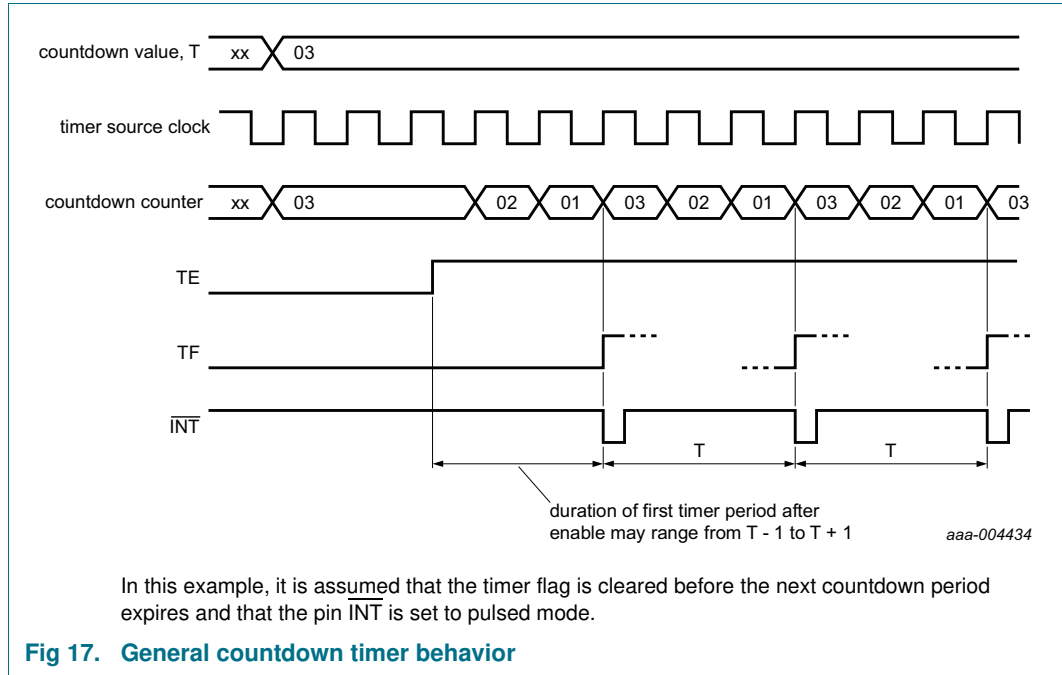 countdown value, T xx 03
timer source clock
countdown counter xx 03 02 01 03 02 01 03 02 01 03
TE
TF
INT
T T
duration of first timer period after
enable may range from T - 1 to T + 1
aaa-004434
In this example, it is assumed that the timer flag is cleared before the next countdown period
expires and that the pin INT is set to pulsed mode.
Fig 17. General countdown timer behavior